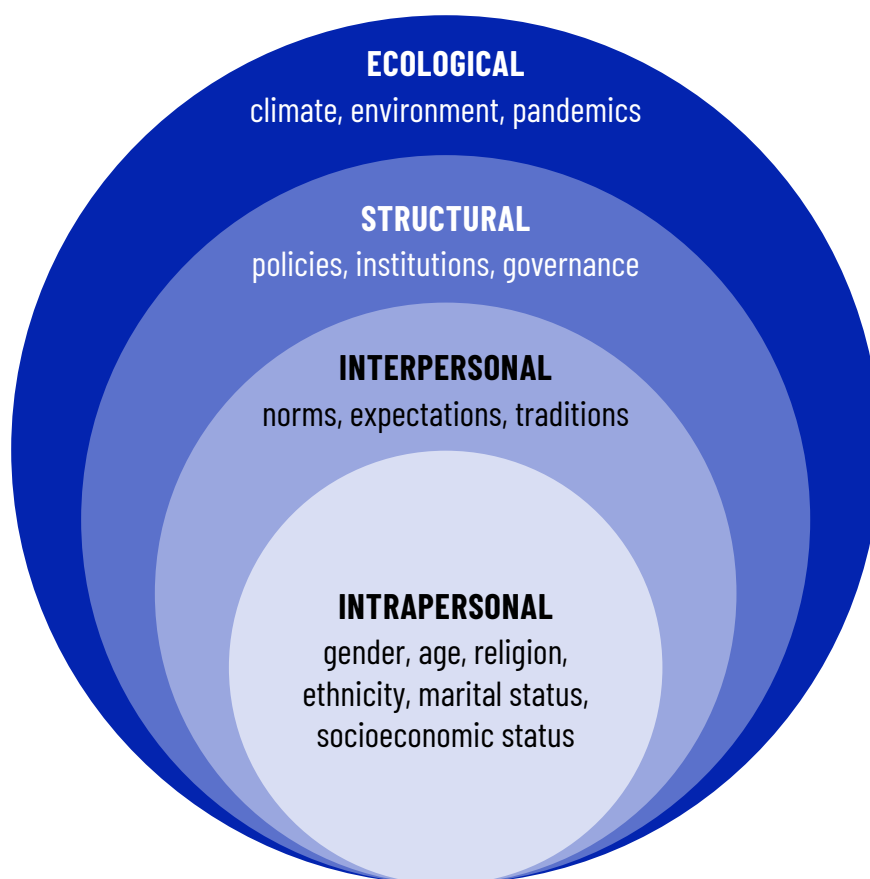 ECOLOGICAL
climate, environment, pandemics
STRUCTURAL
policies, institutions, governance
INTERPERSONAL
norms, expectations, traditions
INTRAPERSONAL
gender, age, religion,
ethnicity, marital status,
socioeconomic status